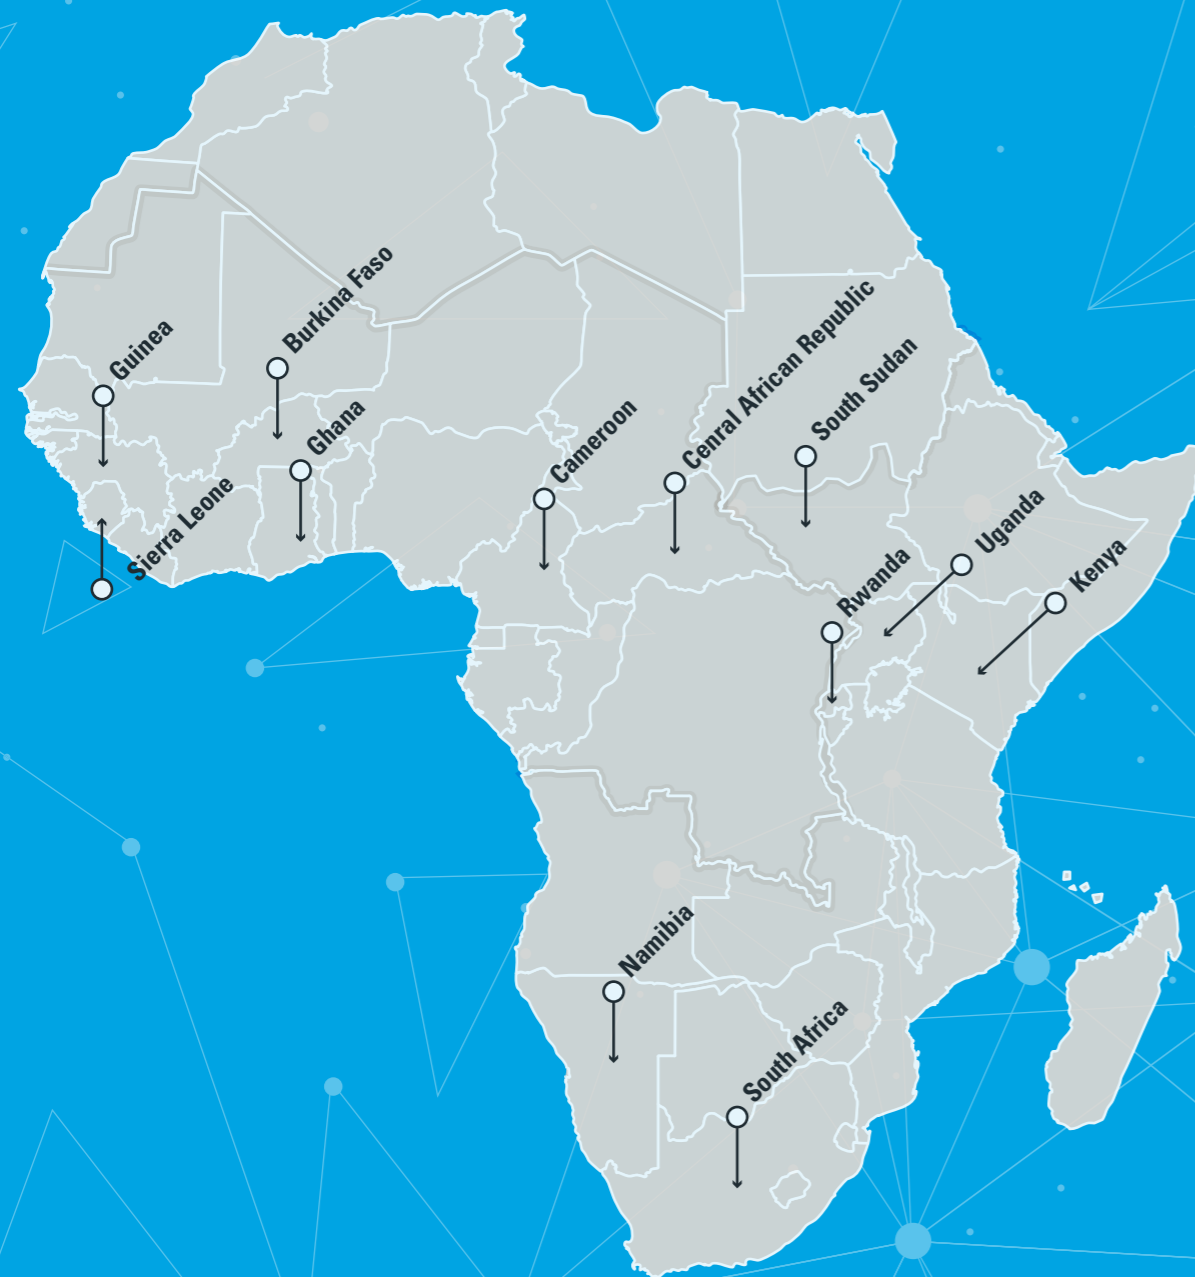 Burkina Faso
Guinea
Cenral African Republic
South Sudan
Ghana
Cameroon
Sierra Leone
Uganda
Kenya
Rwanda
Namibia
South Africa